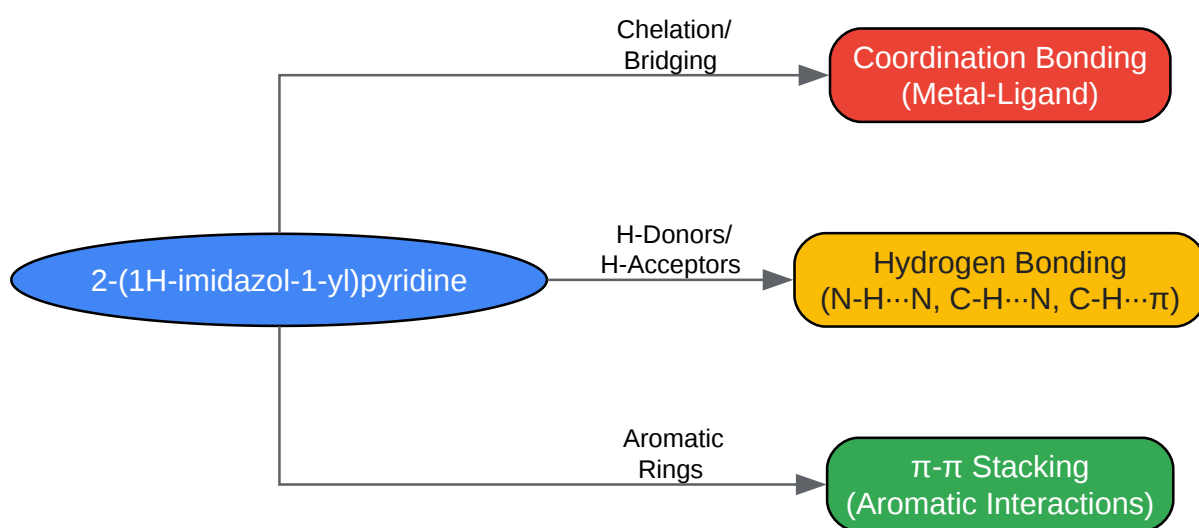 Chelation/
Bridging
Coordination Bonding
(Metal-Ligand)
2-(1H-imidazol-1-yl)pyridine
H-Donors/
H-Acceptors
Hydrogen Bonding
(N-H···N, C-H···N, C-H···π)
Aromatic
Rings
π-π Stacking
(Aromatic Interactions)